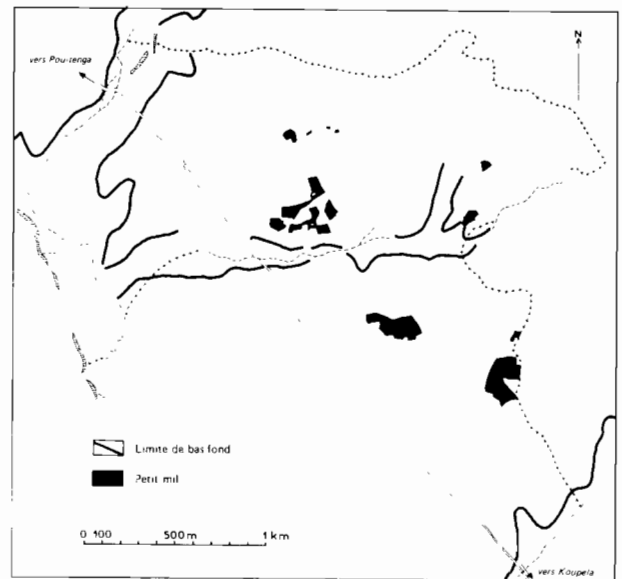 vers Pou-tenga
N
Limite de bas fond
Petit mil
0 100 500 m 1 km
vers Koupela